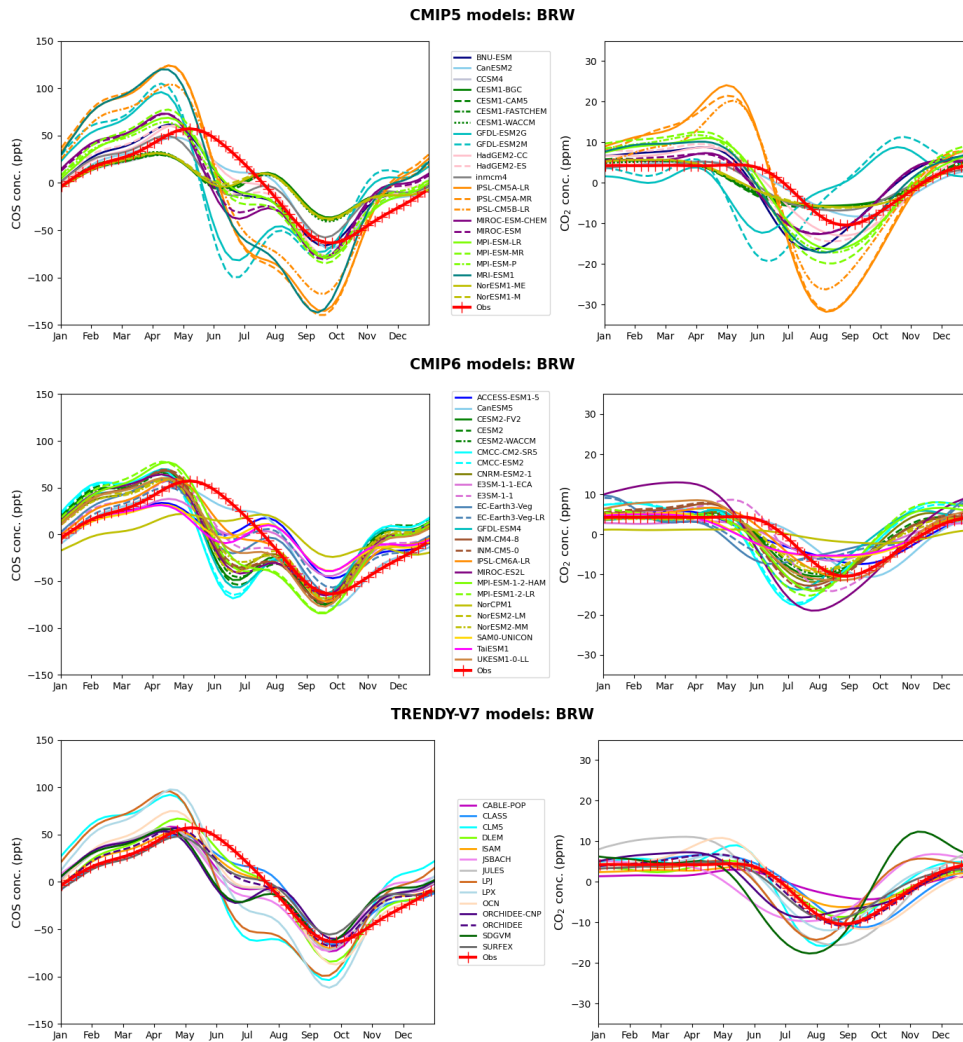 CMIP5 models: BRW
COS conc. (ppt)
150
100
50
0
−50
−100
−150
Jan Feb Mar Apr May Jun Jul Aug Sep Oct Nov Dec
BNU-ESM
CanESM2
CCSM4
CESM1-BGC
CESM1-CAM5
CESM1-FASTCHEM
CESM1-WACCM
GFDL-ESM2G
GFDL-ESM2M
HadGEM2-CC
HadGEM2-ES
inmcm4
IPSL-CM5A-LR
IPSL-CM5A-MR
IPSL-CM5B-LR
MIROC-ESM-CHEM
MIROC-ESM
MPI-ESM-LR
MPI-ESM-MR
MPI-ESM-P
MRI-ESM1
NorESM1-ME
NorESM1-M
Obs
CO₂ conc. (ppm)
30
20
10
0
−10
−20
−30
Jan Feb Mar Apr May Jun Jul Aug Sep Oct Nov Dec
CMIP6 models: BRW
COS conc. (ppt)
150
100
50
0
−50
−100
−150
Jan Feb Mar Apr May Jun Jul Aug Sep Oct Nov Dec
ACCESS-ESM1-5
CanESM5
CESM2-FV2
CESM2
CESM2-WACCM
CMCC-CM2-SR5
CMCC-ESM2
CNRM-ESM2-1
E3SM-1-1-ECA
E3SM-1-1
EC-Earth3-Veg
EC-Earth3-Veg-LR
GFDL-ESM4
INM-CM4-8
INM-CM5-0
IPSL-CM6A-LR
MIROC-ES2L
MPI-ESM-1-2-HAM
MPI-ESM1-2-LR
NorCPM1
NorESM2-LM
NorESM2-MM
SAM0-UNICON
TaiESM1
UKESM1-0-LL
Obs
CO₂ conc. (ppm)
30
20
10
0
−10
−20
−30
Jan Feb Mar Apr May Jun Jul Aug Sep Oct Nov Dec
TRENDY-V7 models: BRW
COS conc. (ppt)
150
100
50
0
−50
−100
−150
Jan Feb Mar Apr May Jun Jul Aug Sep Oct Nov Dec
CABLE-POP
CLASS
CLM5
DLEM
ISAM
JSBACH
JULES
LPJ
LPX
OCN
ORCHIDEE-CNP
ORCHIDEE
SDGVM
SURFEX
Obs
CO₂ conc. (ppm)
30
20
10
0
−10
−20
−30
Jan Feb Mar Apr May Jun Jul Aug Sep Oct Nov Dec